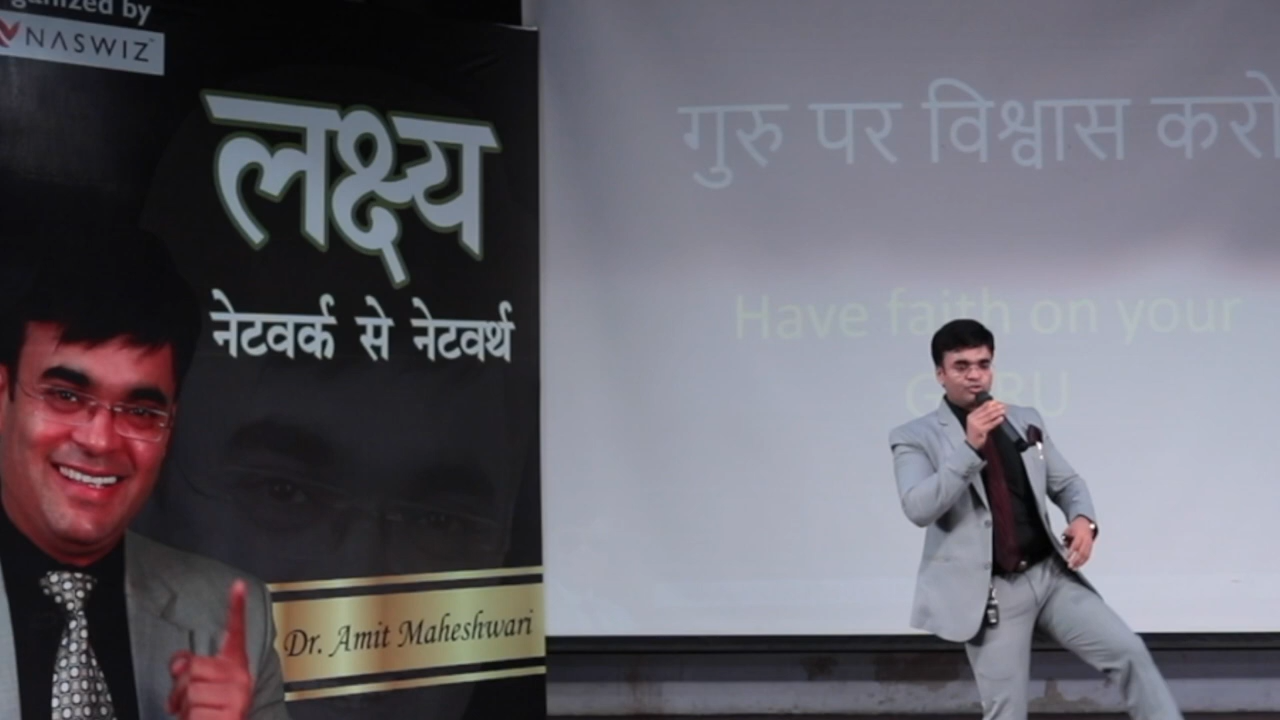 ganized by
NASWIZ
लक्ष्य
नेटवर्क से नेटवर्थ
Dr. Amit Maheshwari
गुरु पर विश्वास करो
Have faith on your